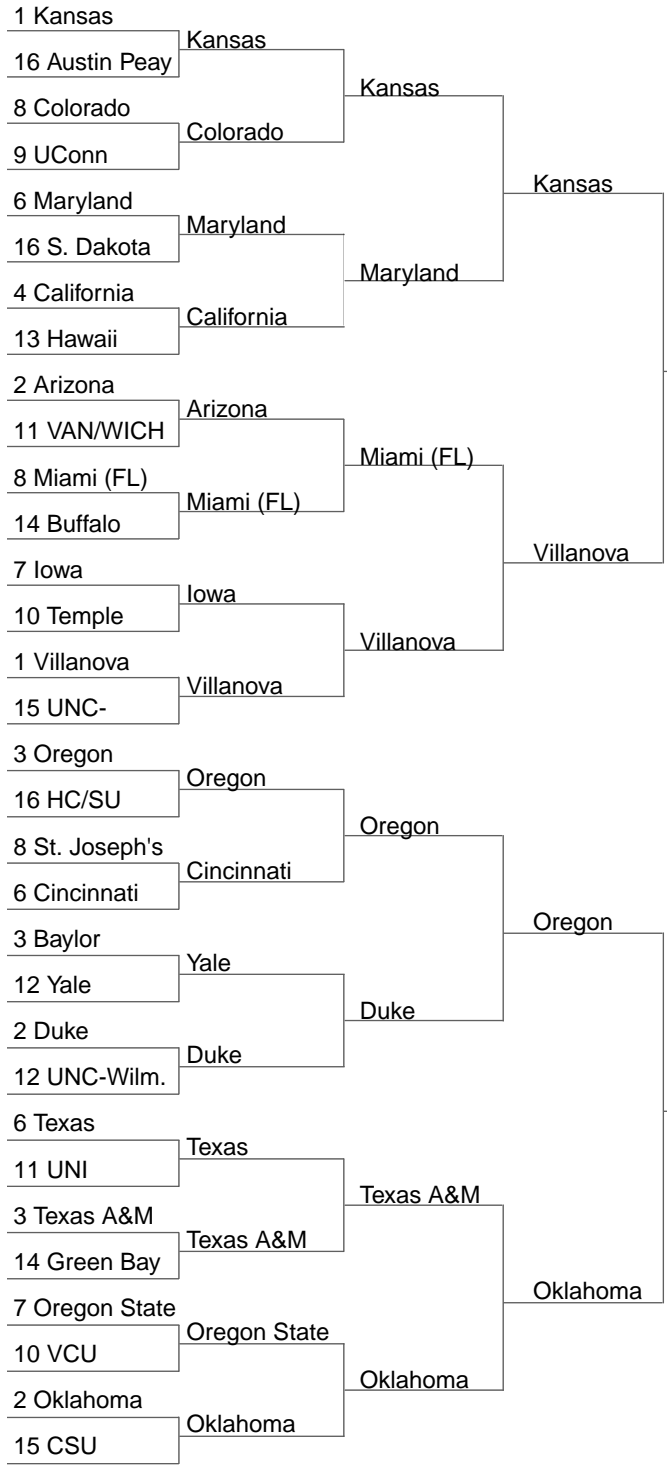 1 Kansas
16 Austin Peay
8 Colorado
9 UConn
6 Maryland
16 S. Dakota
4 California
13 Hawaii
2 Arizona
11 VAN/WICH
8 Miami (FL)
14 Buffalo
7 Iowa
10 Temple
1 Villanova
15 UNC-
3 Oregon
16 HC/SU
8 St. Joseph's
6 Cincinnati
3 Baylor
12 Yale
2 Duke
12 UNC-Wilm.
6 Texas
11 UNI
3 Texas A&M
14 Green Bay
7 Oregon State
10 VCU
2 Oklahoma
15 CSU
Kansas
Colorado
Maryland
California
Arizona
Miami (FL)
Iowa
Villanova
Oregon
Cincinnati
Yale
Duke
Texas
Texas A&M
Oregon State
Oklahoma
Kansas
Maryland
Miami (FL)
Villanova
Oregon
Duke
Texas A&M
Oklahoma
Kansas
Villanova
Oregon
Oklahoma